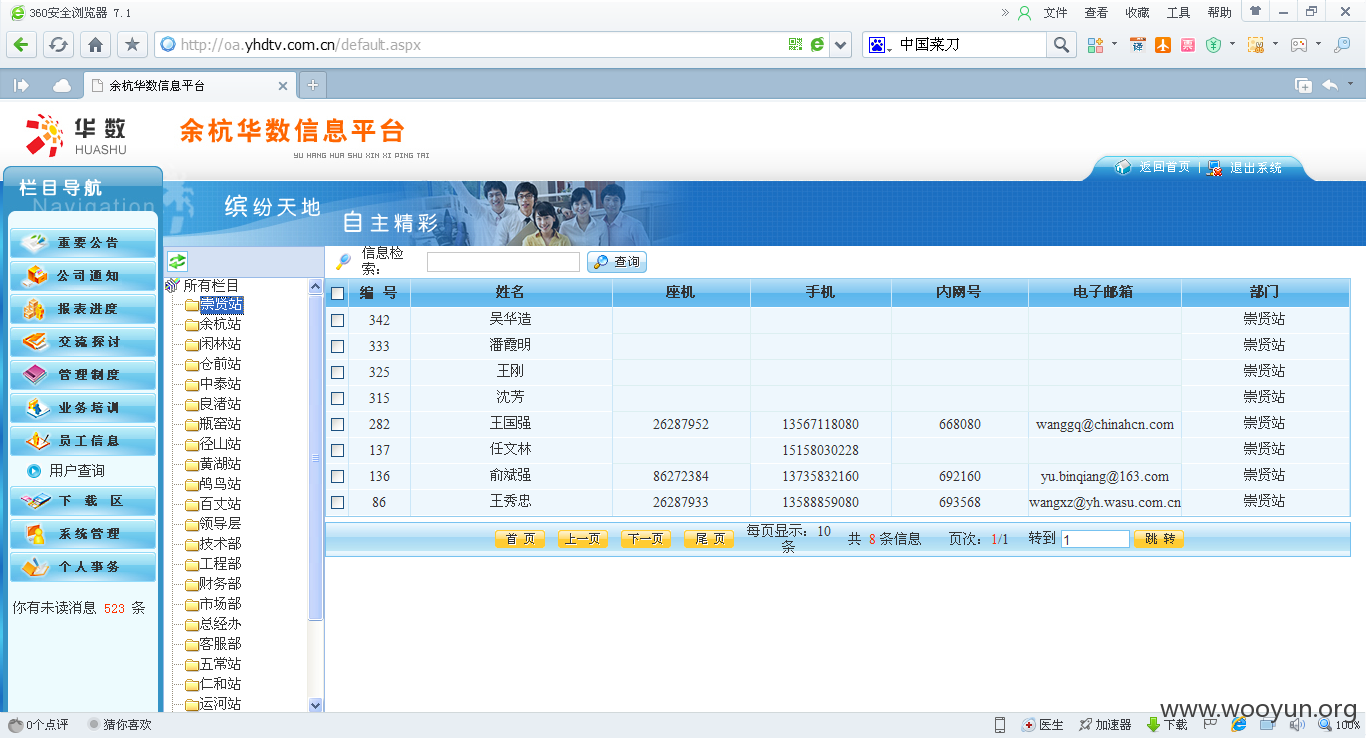 360安全浏览器 7.1
文件 查看 收藏 工具 帮助
http://oa.yhdtv.com.cn/default.aspx
中国菜刀
余杭华数信息平台
华数
HUASHU
余杭华数信息平台
YU HANG HUA SHU XIN XI PING TAI
返回首页 | 退出系统
栏目导航
Navigation
缤纷天地
自主精彩
重要公告
公司通知
报表进度
交流探讨
管理制度
业务培训
员工信息
用户查询
下 载 区
系统管理
个人事务
你有未读消息 523 条
所有栏目
崇贤站
余杭站
闲林站
仓前站
中泰站
良渚站
瓶窑站
径山站
黄湖站
鸬鸟站
百丈站
领导层
技术部
工程部
财务部
市场部
总经办
客服部
五常站
仁和站
运河站
信息检
索:
查询
编 号 姓名 座机 手机 内网号 电子邮箱 部门
342 吴华造 崇贤站
333 潘霞明 崇贤站
325 王刚 崇贤站
315 沈芳 崇贤站
282 王国强 26287952 13567118080 668080 wanggq@chinahcn.com 崇贤站
137 任文林 15158030228 崇贤站
136 俞斌强 86272384 13735832160 692160 yu.binqiang@163.com 崇贤站
86 王秀忠 26287933 13588859080 693568 wangxz@yh.wasu.com.cn 崇贤站
首 页 上一页 下一页 尾 页 每页显示: 10
条 共 8 条信息 页次: 1/1 转到 1 跳 转
www.wooyun.org
0个点评 猜你喜欢 医生 加速器 下载 100%